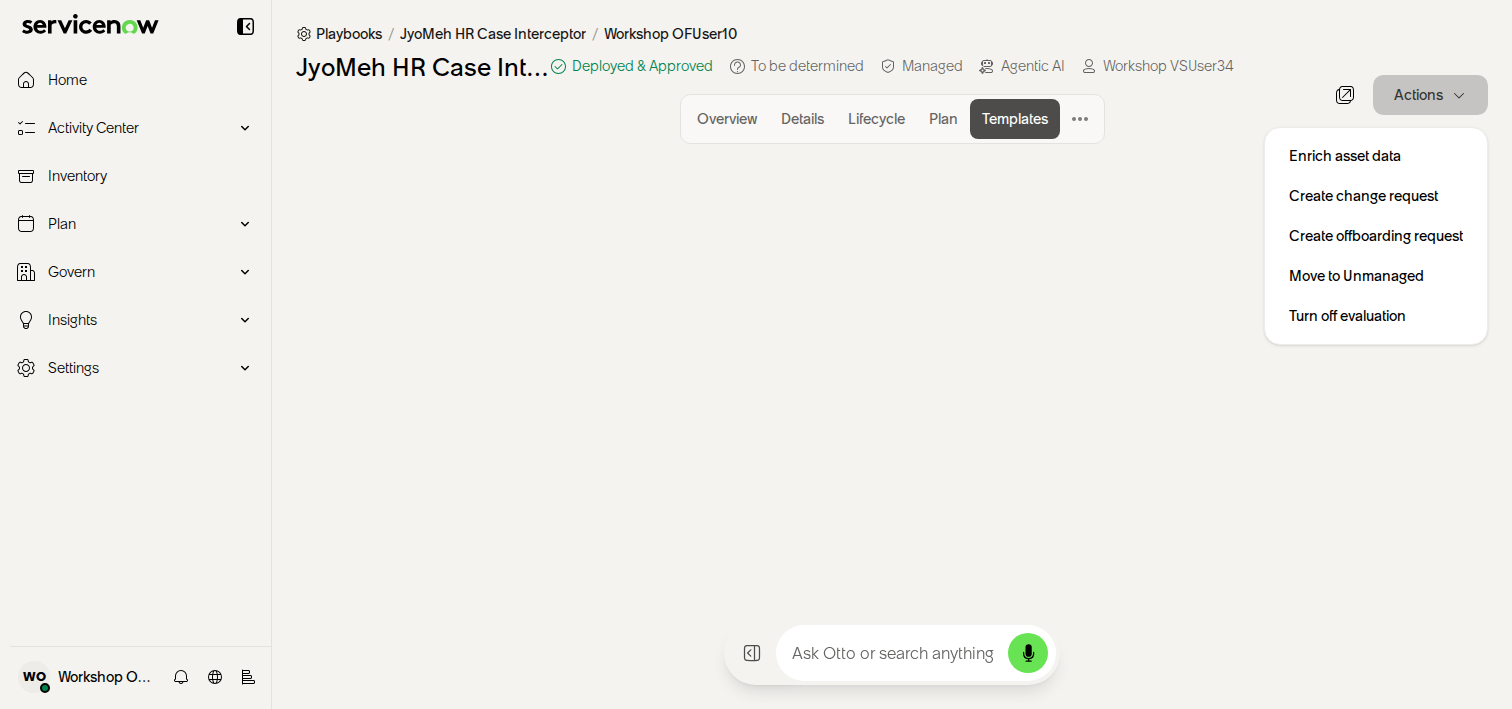 servicenow
Home
Activity Center
Inventory
Plan
Govern
Insights
Settings
WO Workshop O...
Playbooks / JyoMeh HR Case Interceptor / Workshop OFUser10
JyoMeh HR Case Int... Deployed & Approved To be determined Managed Agentic AI Workshop VSUser34
Actions
Overview Details Lifecycle Plan Templates
Enrich asset data
Create change request
Create offboarding request
Move to Unmanaged
Turn off evaluation
Ask Otto or search anything